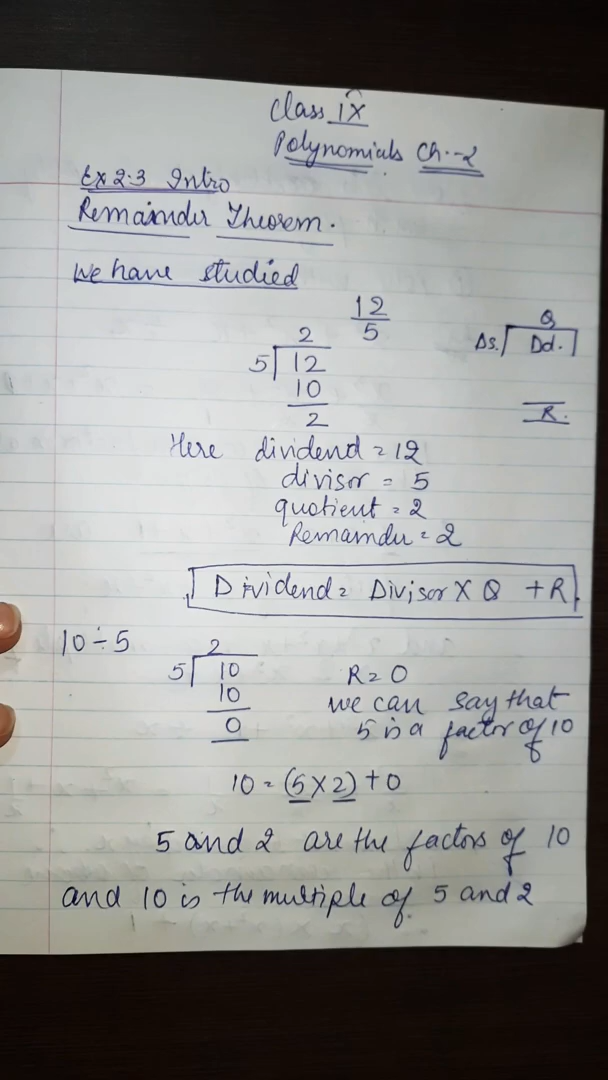 Class IX
Polynomials Ch.-2
Ex 2.3 Intro
Remainder Theorem.
We have studied
12
5
2
5 12
10
2
Q
Ds. Dd.
R.
Here dividend = 12
divisor = 5
quotient = 2
Remainder = 2
Dividend = Divisor X Q + R
10 ÷ 5
2
5 10
10
0
R = 0
we can say that
5 is a factor of 10
10 = (5 X 2) + 0
5 and 2 are the factors of 10
and 10 is the multiple of 5 and 2